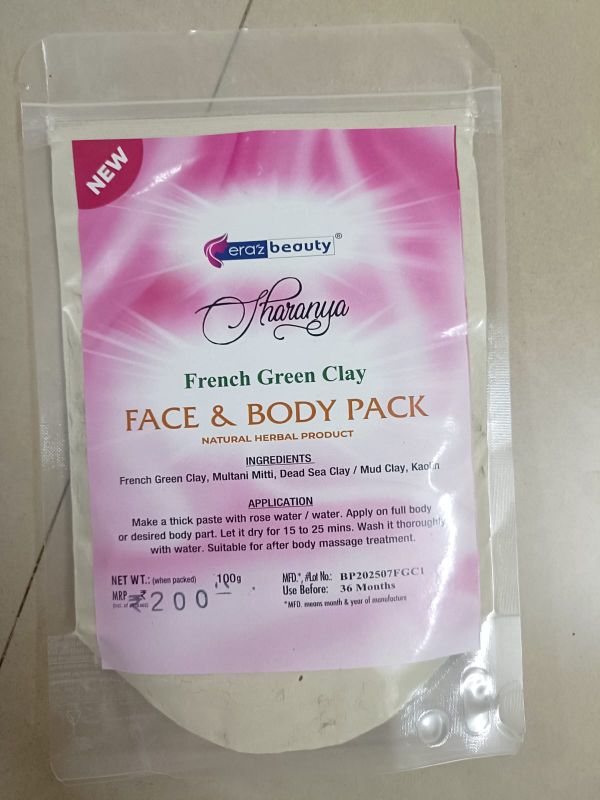 NEW
era'z beauty®
Sharanya
French Green Clay
FACE & BODY PACK
NATURAL HERBAL PRODUCT
INGREDIENTS
French Green Clay, Multani Mitti, Dead Sea Clay / Mud Clay, Kaolin
APPLICATION
Make a thick paste with rose water / water. Apply on full body
or desired body part. Let it dry for 15 to 25 mins. Wash it thoroughly
with water. Suitable for after body massage treatment.
NET WT.: (when packed) 100g
MRP ₹ 200
MFD.*, #Lot No.: BP202507FGC1
Use Before: 36 Months
*MFD. means month & year of manufacture